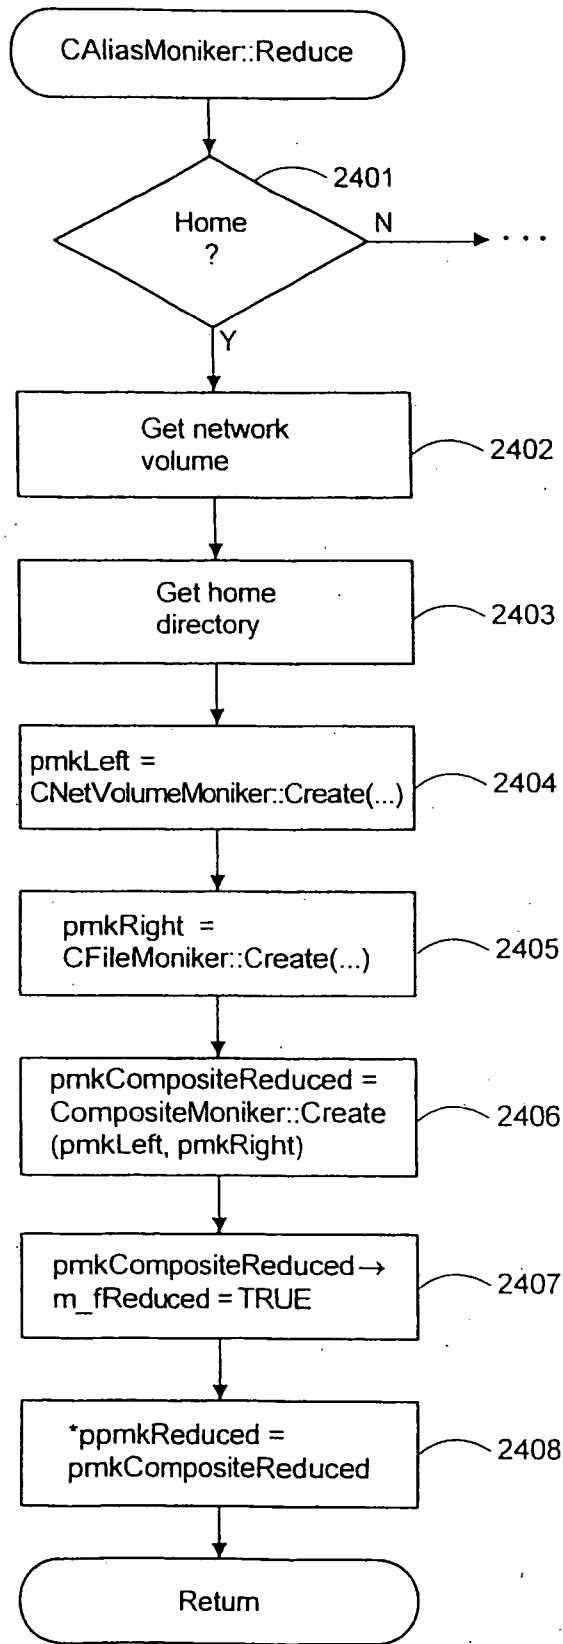 CAliasMoniker::Reduce
2401
Home
?
N
. . .
Y
Get network
volume
2402
Get home
directory
2403
pmkLeft =
CNetVolumeMoniker::Create(...)
2404
pmkRight =
CFileMoniker::Create(...)
2405
pmkCompositeReduced =
CompositeMoniker::Create
(pmkLeft, pmkRight)
2406
pmkCompositeReduced→
m_fReduced = TRUE
2407
*ppmkReduced =
pmkCompositeReduced
2408
Return